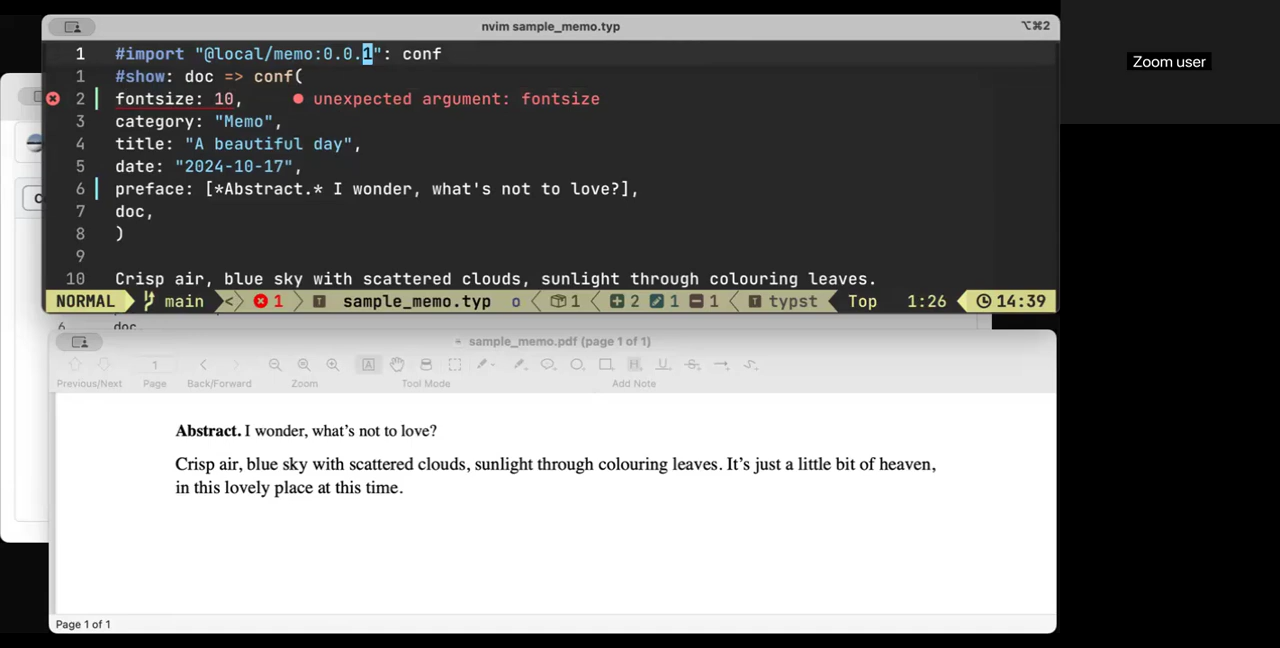 nvim sample_memo.typ
⌥⌘2
Zoom user
1 #import "@local/memo:0.0.1": conf
1 #show: doc => conf(
2 fontsize: 10, ● unexpected argument: fontsize
3 category: "Memo",
4 title: "A beautiful day",
5 date: "2024-10-17",
6 preface: [*Abstract.* I wonder, what's not to love?],
7 doc,
8 )
9
10 Crisp air, blue sky with scattered clouds, sunlight through colouring leaves.
NORMAL main 1 sample_memo.typ o 1 2 1 1 typst Top 1:26 14:39
6 doc
sample_memo.pdf (page 1 of 1)
1
Previous/Next Page Back/Forward Zoom Tool Mode Add Note
Abstract. I wonder, what’s not to love?
Crisp air, blue sky with scattered clouds, sunlight through colouring leaves. It’s just a little bit of heaven,
in this lovely place at this time.
Page 1 of 1